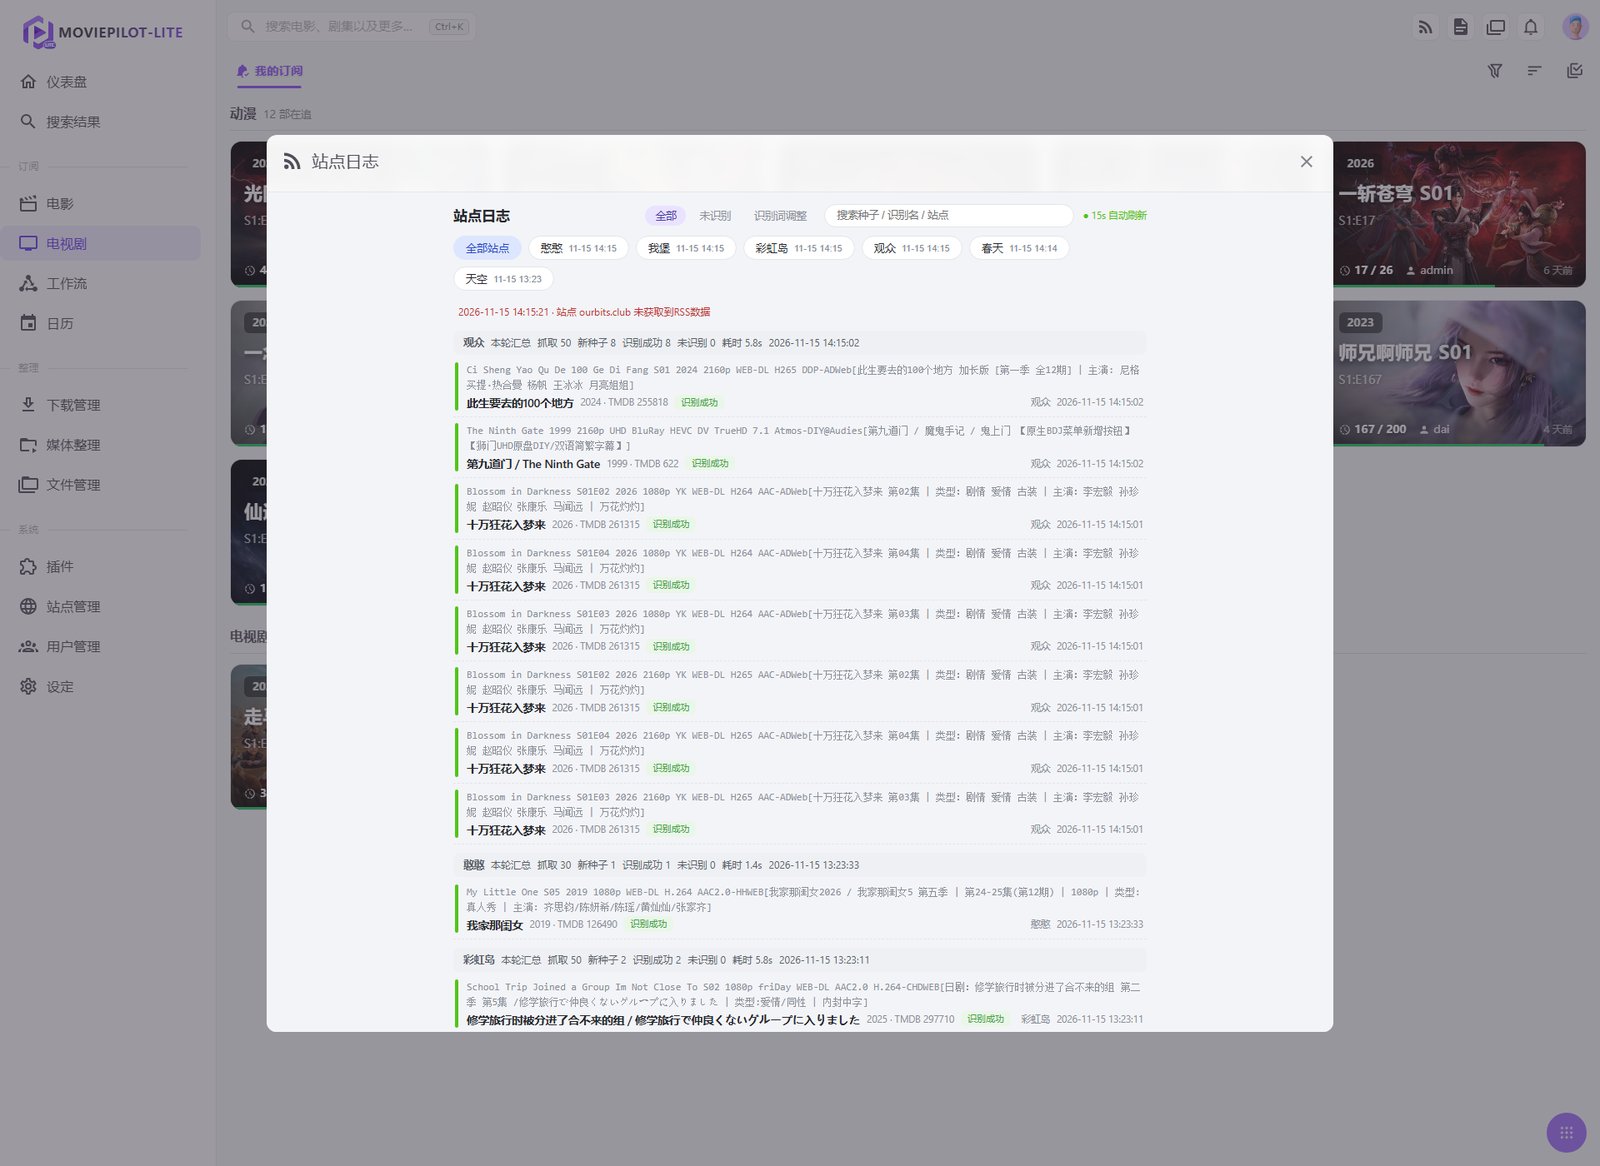 MOVIEPILOT-LITE
搜索电影、剧集以及更多... Ctrl+K
仪表盘
搜索结果
订阅
电影
电视剧
工作流
日历
整理
下载管理
媒体整理
文件管理
系统
插件
站点管理
用户管理
设定
我的订阅
动漫 12 部在追
电视剧
2026
一斩苍穹 S01
S1:E17
17 / 26 admin 6 天前
2023
师兄啊师兄 S01
S1:E167
167 / 200 dai 4 天前
站点日志
站点日志 全部 未识别 识别词调整 搜索种子 / 识别名 / 站点 15s 自动刷新
全部站点 憨憨 11-15 14:15 我堡 11-15 14:15 彩虹岛 11-15 14:15 观众 11-15 14:15 春天 11-15 14:14
天空 11-15 13:23
2026-11-15 14:15:21 · 站点 ourbits.club 未获取到RSS数据
观众 本轮汇总 抓取 50 新种子 8 识别成功 8 未识别 0 耗时 5.8s 2026-11-15 14:15:02
Ci Sheng Yao Qu De 100 Ge Di Fang S01 2024 2160p WEB-DL H265 DDP-ADWeb[此生要去的100个地方 加长版 [第一季 全12期] | 主演: 尼格
买提·热合曼 杨帆 王冰冰 月亮姐姐]
此生要去的100个地方 2024 · TMDB 255818 识别成功 观众 2026-11-15 14:15:02
The Ninth Gate 1999 2160p UHD BluRay HEVC DV TrueHD 7.1 Atmos-DIY@Audies[第九道门 / 魔鬼手记 / 鬼上门 【原生BDJ菜单新增按钮】
【狮门UHD原盘DIY/双语简繁字幕】]
第九道门 / The Ninth Gate 1999 · TMDB 622 识别成功 观众 2026-11-15 14:15:02
Blossom in Darkness S01E02 2026 1080p YK WEB-DL H264 AAC-ADWeb[十万狂花入梦来 第02集 | 类型: 剧情 爱情 古装 | 主演: 李宏毅 孙珍
妮 赵昭仪 张康乐 马闻远 | 万花灼灼]
十万狂花入梦来 2026 · TMDB 261315 识别成功 观众 2026-11-15 14:15:01
Blossom in Darkness S01E04 2026 1080p YK WEB-DL H264 AAC-ADWeb[十万狂花入梦来 第04集 | 类型: 剧情 爱情 古装 | 主演: 李宏毅 孙珍
妮 赵昭仪 张康乐 马闻远 | 万花灼灼]
十万狂花入梦来 2026 · TMDB 261315 识别成功 观众 2026-11-15 14:15:01
Blossom in Darkness S01E03 2026 1080p YK WEB-DL H264 AAC-ADWeb[十万狂花入梦来 第03集 | 类型: 剧情 爱情 古装 | 主演: 李宏毅 孙珍
妮 赵昭仪 张康乐 马闻远 | 万花灼灼]
十万狂花入梦来 2026 · TMDB 261315 识别成功 观众 2026-11-15 14:15:01
Blossom in Darkness S01E02 2026 2160p YK WEB-DL H265 AAC-ADWeb[十万狂花入梦来 第02集 | 类型: 剧情 爱情 古装 | 主演: 李宏毅 孙珍
妮 赵昭仪 张康乐 马闻远 | 万花灼灼]
十万狂花入梦来 2026 · TMDB 261315 识别成功 观众 2026-11-15 14:15:01
Blossom in Darkness S01E04 2026 2160p YK WEB-DL H265 AAC-ADWeb[十万狂花入梦来 第04集 | 类型: 剧情 爱情 古装 | 主演: 李宏毅 孙珍
妮 赵昭仪 张康乐 马闻远 | 万花灼灼]
十万狂花入梦来 2026 · TMDB 261315 识别成功 观众 2026-11-15 14:15:01
Blossom in Darkness S01E03 2026 2160p YK WEB-DL H265 AAC-ADWeb[十万狂花入梦来 第03集 | 类型: 剧情 爱情 古装 | 主演: 李宏毅 孙珍
妮 赵昭仪 张康乐 马闻远 | 万花灼灼]
十万狂花入梦来 2026 · TMDB 261315 识别成功 观众 2026-11-15 14:15:01
憨憨 本轮汇总 抓取 30 新种子 1 识别成功 1 未识别 0 耗时 1.4s 2026-11-15 13:23:33
My Little One S05 2019 1080p WEB-DL H.264 AAC2.0-HHWEB[我家那闺女2026 / 我家那闺女5 第五季 | 第24-25集(第12期) | 1080p | 类型:
真人秀 | 主演: 齐思钧/陈妍希/陈瑶/黄灿灿/张家齐]
我家那闺女 2019 · TMDB 126490 识别成功 憨憨 2026-11-15 13:23:33
彩虹岛 本轮汇总 抓取 50 新种子 2 识别成功 2 未识别 0 耗时 5.8s 2026-11-15 13:23:11
School Trip Joined a Group Im Not Close To S02 1080p friDay WEB-DL AAC2.0 H.264-CHDWEB[日剧: 修学旅行时被分进了合不来的组 第二
季 第5集 /修学旅行で仲良くないグループに入りました | 类型:爱情/同性 | 内封中字]
修学旅行时被分进了合不来的组 / 修学旅行で仲良くないグループに入りました 2025 · TMDB 297710 识别成功 彩虹岛 2026-11-15 13:23:11